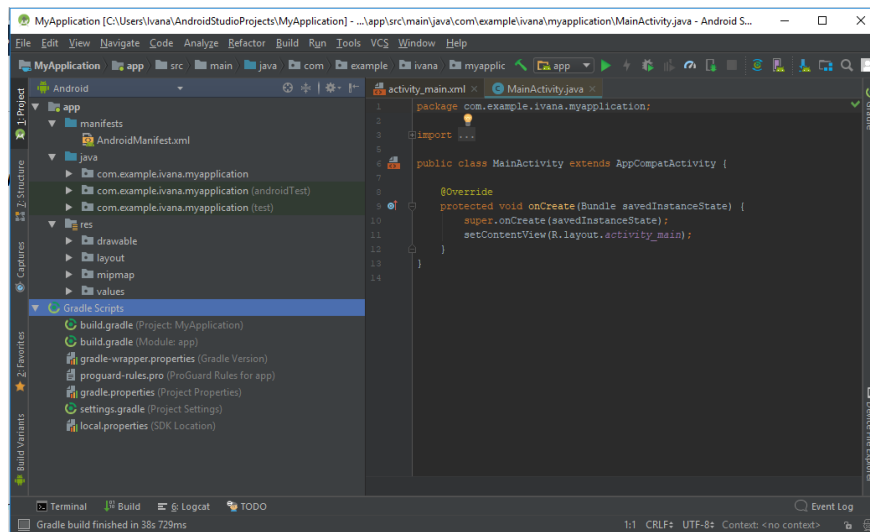 MyApplication [C:\Users\Ivana\AndroidStudioProjects\MyApplication] - ...\app\src\main\java\com\example\ivana\myapplication\MainActivity.java - Android S...
File Edit View Navigate Code Analyze Refactor Build Run Tools VCS Window Help
MyApplication app src main java com example ivana myapplic app
Android
activity_main.xml MainActivity.java
1: Project
Z: Structure
Captures
2: Favorites
Build Variants
app
manifests
AndroidManifest.xml
java
com.example.ivana.myapplication
com.example.ivana.myapplication (androidTest)
com.example.ivana.myapplication (test)
res
drawable
layout
mipmap
values
Gradle Scripts
build.gradle (Project: MyApplication)
build.gradle (Module: app)
gradle-wrapper.properties (Gradle Version)
proguard-rules.pro (ProGuard Rules for app)
gradle.properties (Project Properties)
settings.gradle (Project Settings)
local.properties (SDK Location)
1 package com.example.ivana.myapplication;
2
3 import ...
5
6 public class MainActivity extends AppCompatActivity {
7
8 @Override
9 protected void onCreate(Bundle savedInstanceState) {
10 super.onCreate(savedInstanceState);
11 setContentView(R.layout.activity_main);
12 }
13 }
14
Gradle
Terminal Build 6: Logcat TODO Event Log
Gradle build finished in 38s 729ms 1:1 CRLF UTF-8 Context: <no context>